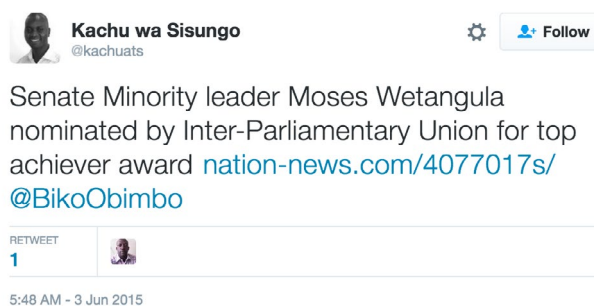 Kachu wa Sisungo
@kachuats
Follow
Senate Minority leader Moses Wetangula
nominated by Inter-Parliamentary Union for top
achiever award nation-news.com/4077017s/
@BikoObimbo
RETWEET
1
5:48 AM - 3 Jun 2015